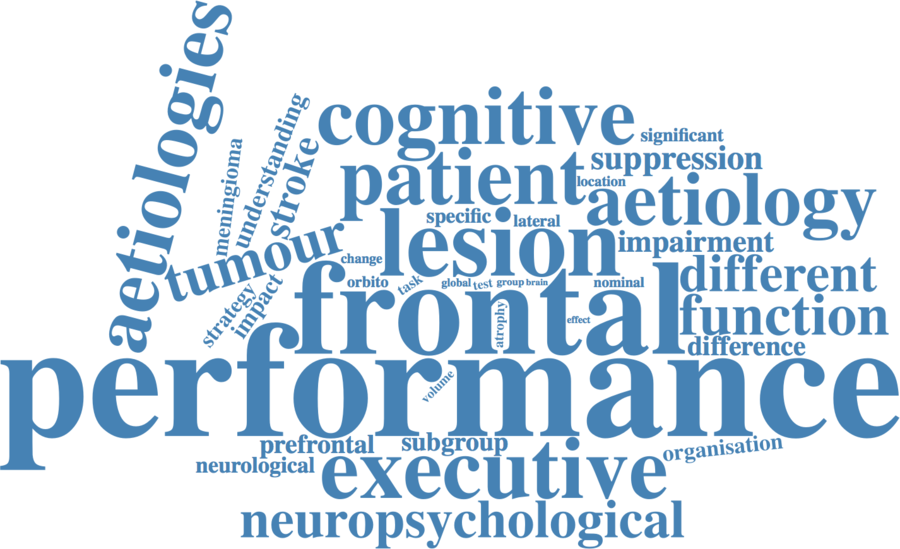 aetiologies
meningioma
understanding
stroke
cognitive
significant
suppression
patient
location
aetiology
specific
lateral
tumour
lesion
impairment
change
orbito
task
global
test
group
brain
nominal
different
strategy
impact
frontal
atrophy
effect
function
difference
performance
volume
prefrontal
subgroup
organisation
neurological
executive
neuropsychological